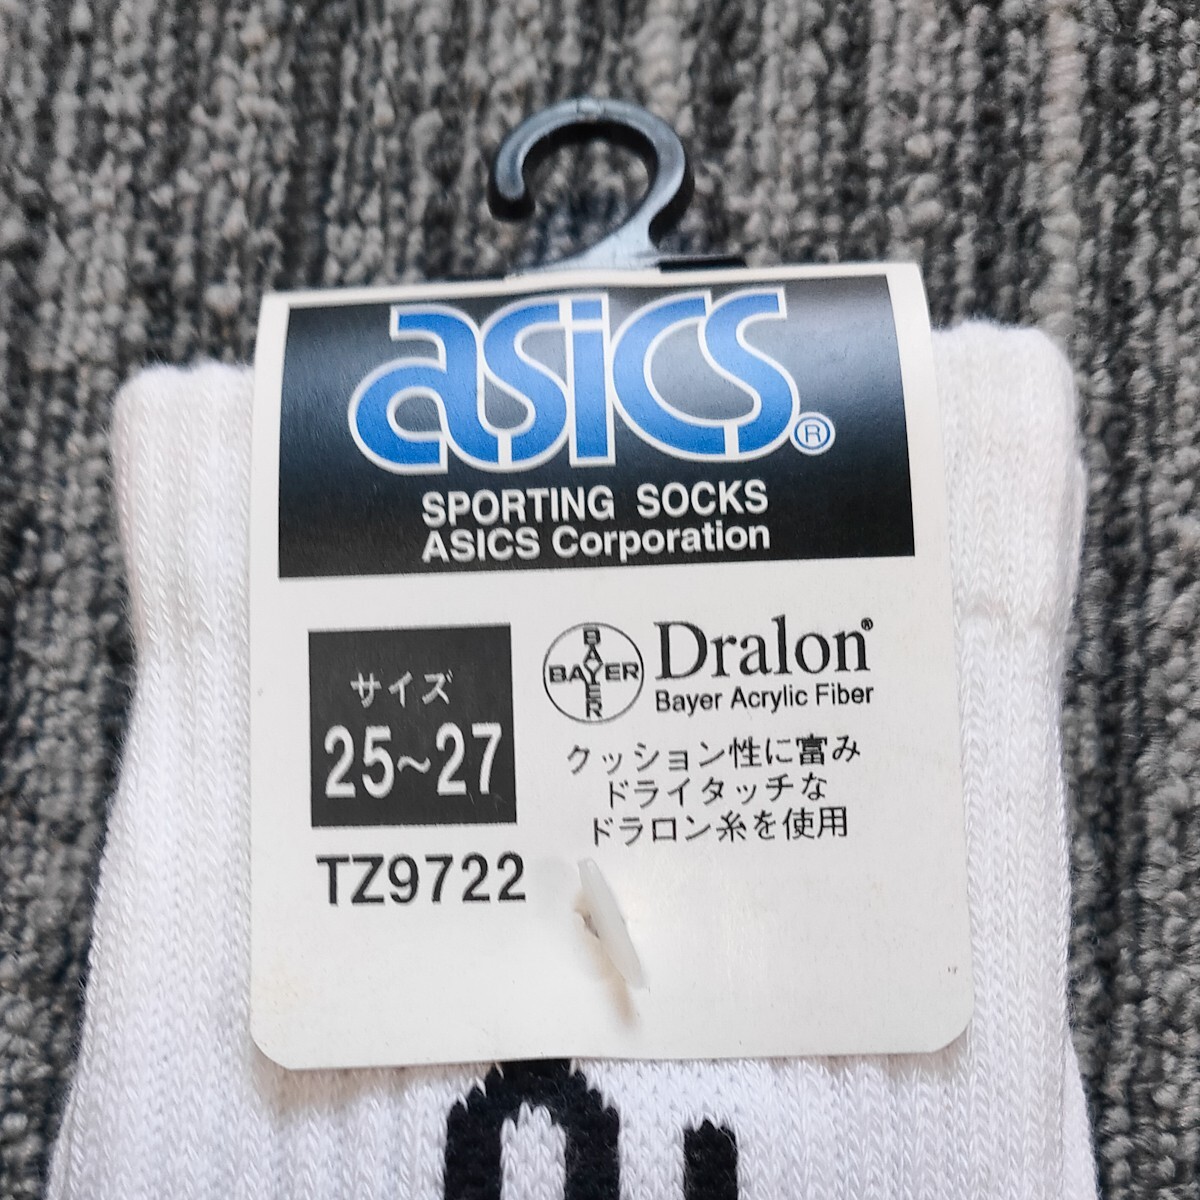 asics®
SPORTING SOCKS
ASICS Corporation
サイズ
25~27
TZ9722
BAYER
BAYER
Dralon®
Bayer Acrylic Fiber
クッション性に富み
ドライタッチな
ドラロン糸を使用